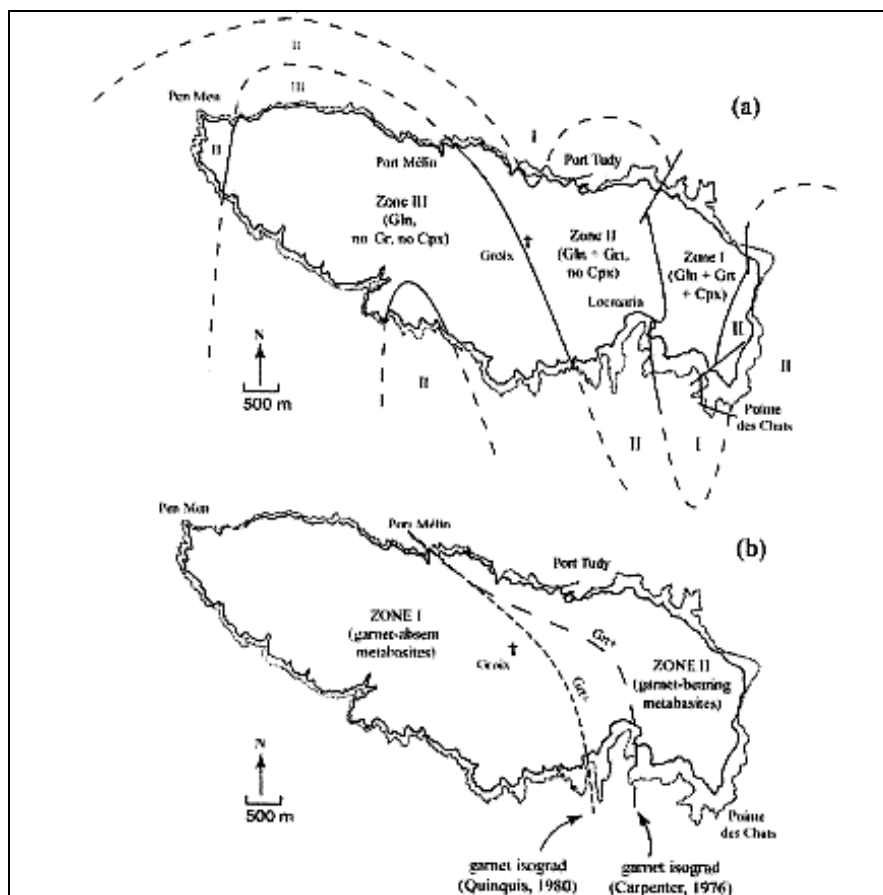 II
Pen Men
III
(a)
I
II
Port Mélin
Port Tudy
Zone III
(Gln,
no Gr, no Cpx)
Groix
Zone II
(Gln + Grt,
no Cpx)
Locmaria
Zone I
(Gln + Grt
+ Cpx)
II
II
N
500 m
II
II
I
Pointe
des Chats
Pen Men
Port Mélin
(b)
Port Tudy
ZONE I
(garnet-absent
metabasites)
Groix
Grt+
Grt+
ZONE II
(garnet-bearing
metabasites)
N
500 m
Pointe
des Chats
garnet isograd
(Quinquis, 1980)
garnet isograd
(Carpenter, 1976)